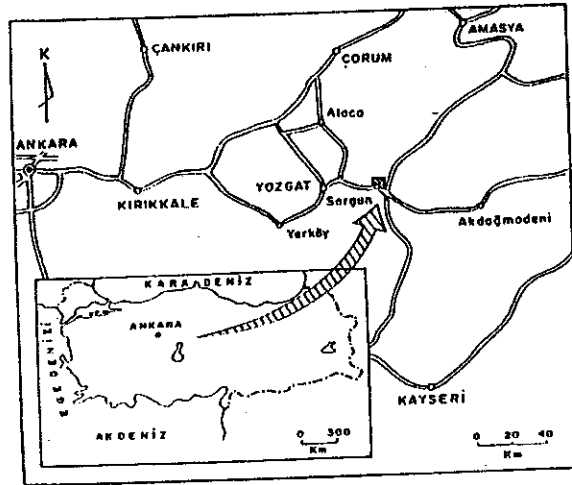 AMASYA
ÇANKIRI
ÇORUM
K
Alaca
ANKARA
YOZGAT
Sorgun
KIRIKKALE
Akdağmadeni
Yerköy
KARADENİZ
ANKARA
EGE DENİZİ
AKDENİZ
0 300
Km
KAYSERİ
0 20 40
Km